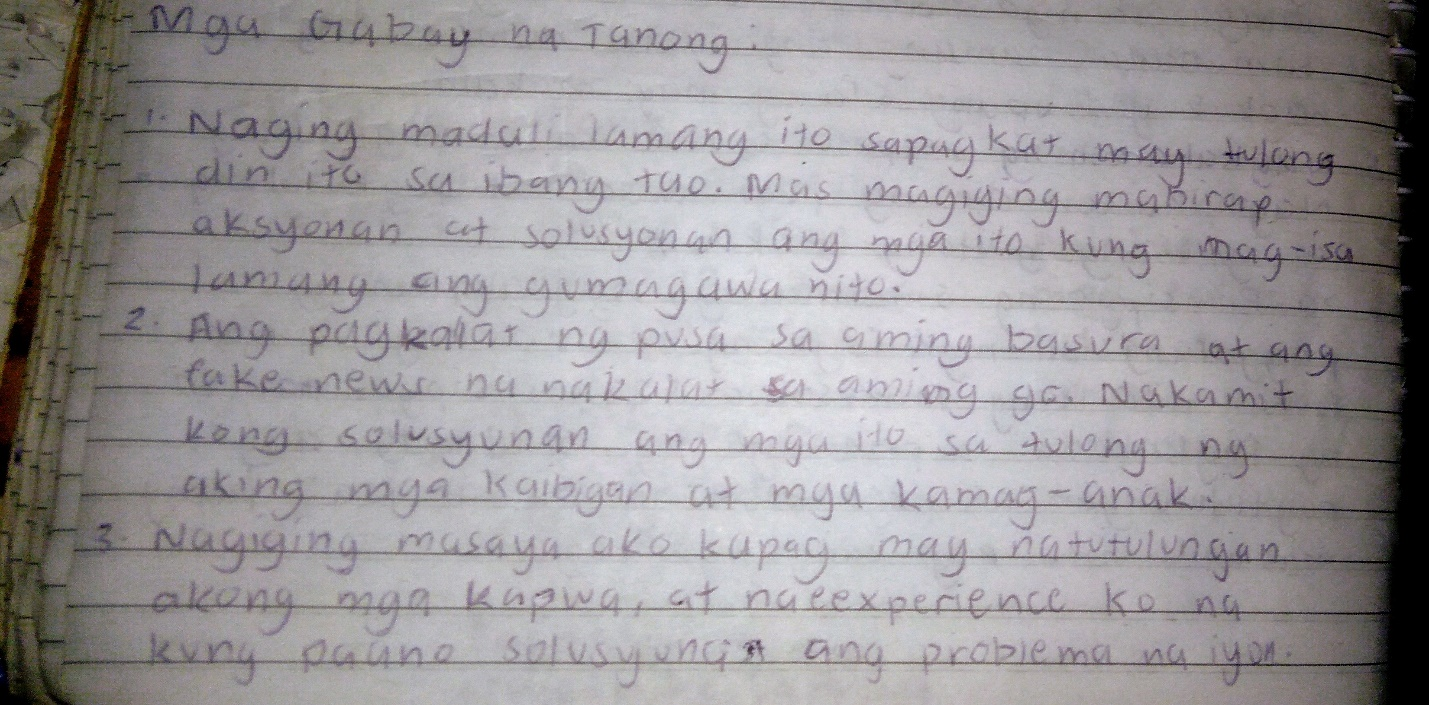 Mga Gabay na Tanong:
1. Naging madali lamang ito sapagkat may tulong
din ito sa ibang tao. Mas magiging mahirap
aksyonan at solusyonan ang mga ito kung mag-isa
lamang ang gumagawa nito.
2. Ang pagkalat ng pusa sa aming basura at ang
fake news na nakalat sa aming gc. Nakamit
kong solusyunan ang mga ito sa tulong ng
aking mga kaibigan at mga kamag-anak.
3. Nagiging masaya ako kapag may natutulungan
akong mga kapwa, at naeexperience ko na
kung paano solusyunan ang problema na iyon.